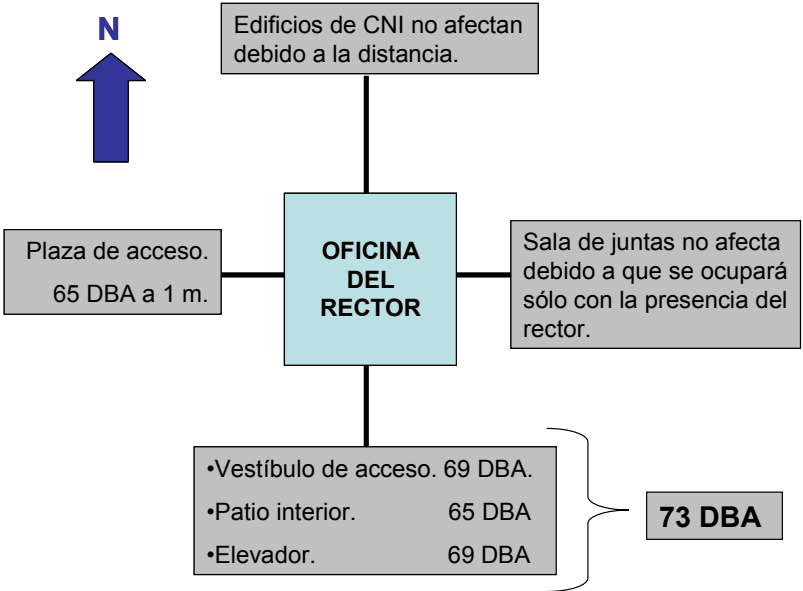 N
Edificios de CNI no afectan
debido a la distancia.
Plaza de acceso.
65 DBA a 1 m.
OFICINA
DEL
RECTOR
Sala de juntas no afecta
debido a que se ocupará
sólo con la presencia del
rector.
•Vestíbulo de acceso. 69 DBA.
•Patio interior. 65 DBA
•Elevador. 69 DBA
73 DBA